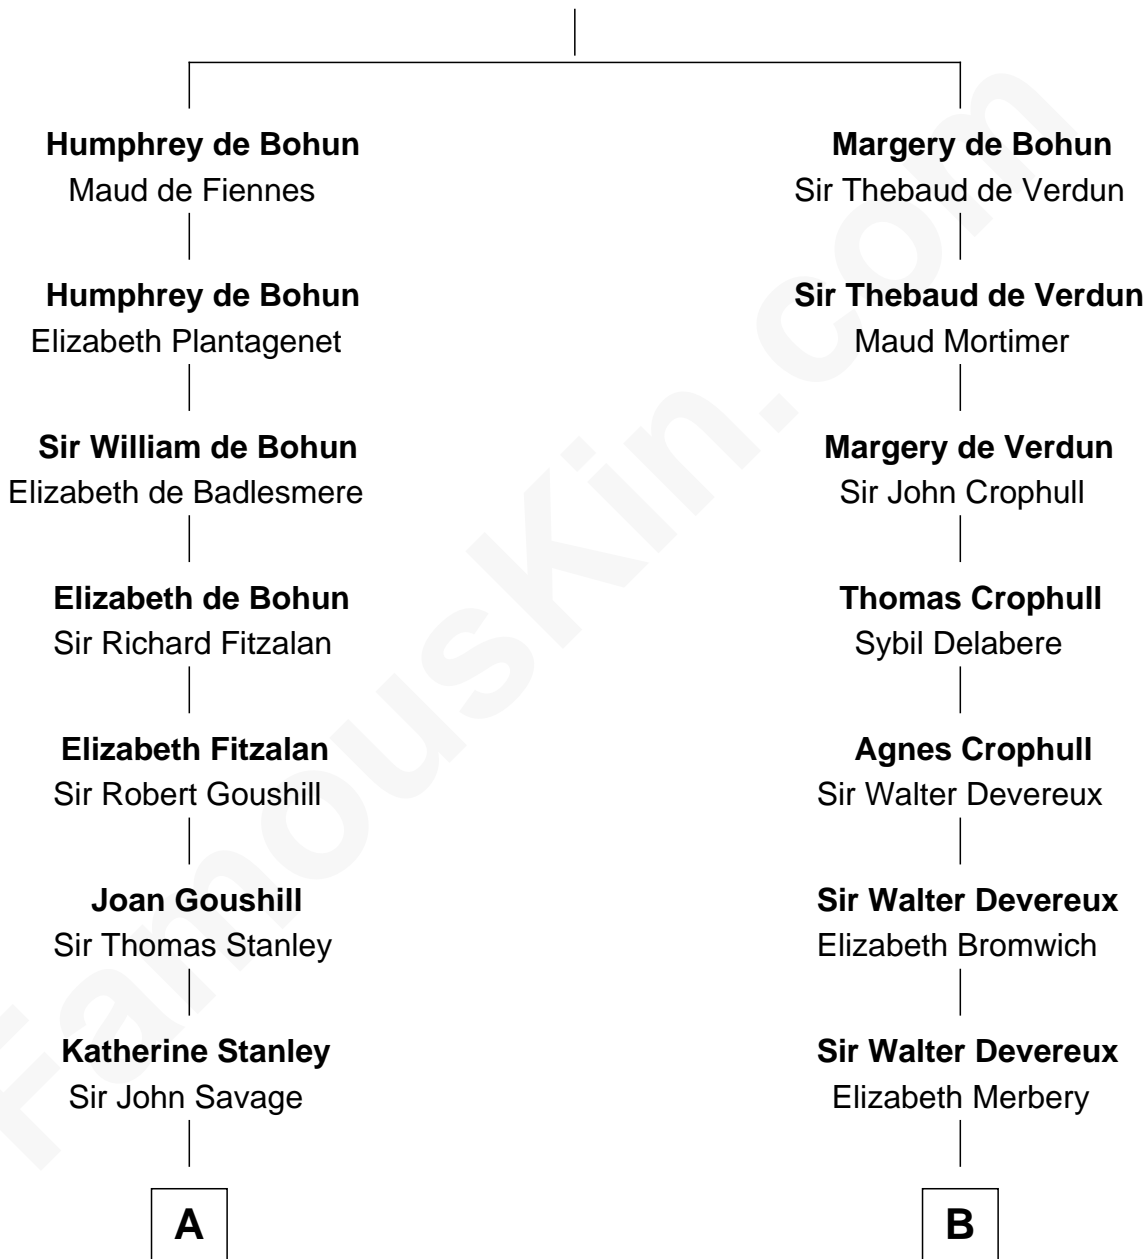 Humphrey de Bohun
Maud de Fiennes
Humphrey de Bohun
Elizabeth Plantagenet
Sir William de Bohun
Elizabeth de Badlesmere
Elizabeth de Bohun
Sir Richard Fitzalan
Elizabeth Fitzalan
Sir Robert Goushill
Joan Goushill
Sir Thomas Stanley
Katherine Stanley
Sir John Savage
A
Margery de Bohun
Sir Thebaud de Verdun
Sir Thebaud de Verdun
Maud Mortimer
Margery de Verdun
Sir John Crophull
Thomas Crophull
Sybil Delabere
Agnes Crophull
Sir Walter Devereux
Sir Walter Devereux
Elizabeth Bromwich
Sir Walter Devereux
Elizabeth Merbery
B
FamousKin.com